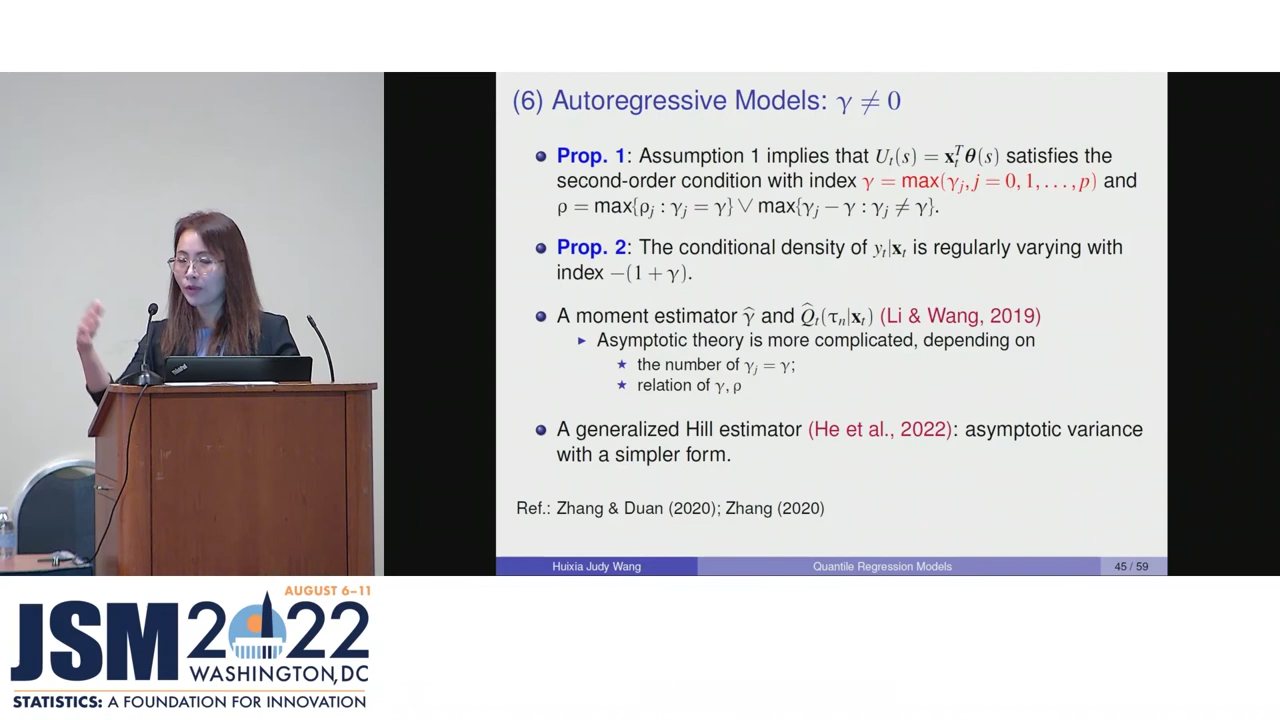 (6) Autoregressive Models: γ ≠ 0
Prop. 1: Assumption 1 implies that U_t(s) = x_t^T θ(s) satisfies the
second-order condition with index γ = max(γ_j, j = 0, 1, ..., p) and
ρ = max{ρ_j : γ_j = γ} ∨ max{γ_j − γ : γ_j ≠ γ}.
Prop. 2: The conditional density of y_t|x_t is regularly varying with
index −(1 + γ).
A moment estimator γ̂ and Q̂_t(τ_n|x_t) (Li & Wang, 2019)
Asymptotic theory is more complicated, depending on
the number of γ_j = γ;
relation of γ, ρ
A generalized Hill estimator (He et al., 2022): asymptotic variance
with a simpler form.
Ref.: Zhang & Duan (2020); Zhang (2020)
Huixia Judy Wang Quantile Regression Models 45 / 59
ThinkPad
AUGUST 6–11
JSM 2022
WASHINGTON, DC
STATISTICS: A FOUNDATION FOR INNOVATION